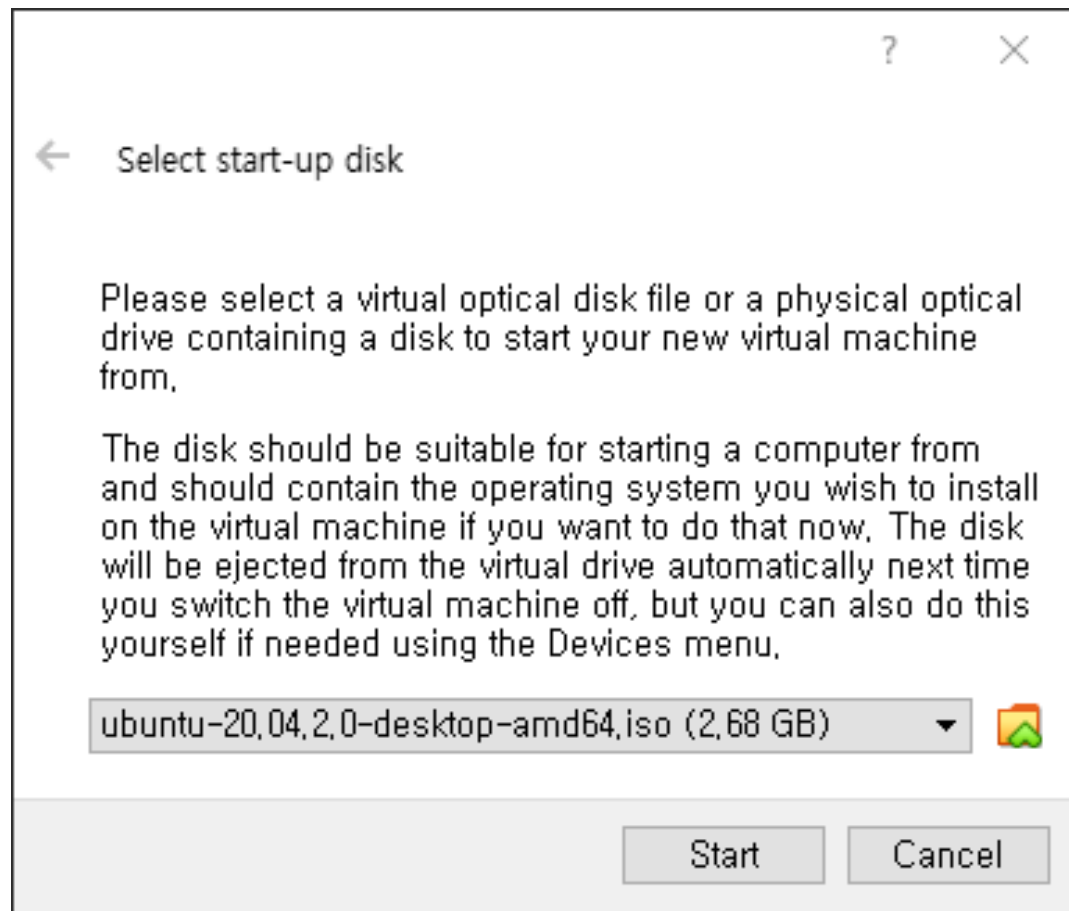 ?
Select start-up disk
Please select a virtual optical disk file or a physical optical
drive containing a disk to start your new virtual machine
from.
The disk should be suitable for starting a computer from
and should contain the operating system you wish to install
on the virtual machine if you want to do that now. The disk
will be ejected from the virtual drive automatically next time
you switch the virtual machine off, but you can also do this
yourself if needed using the Devices menu.
ubuntu-20.04.2.0-desktop-amd64.iso (2.68 GB)
Start Cancel